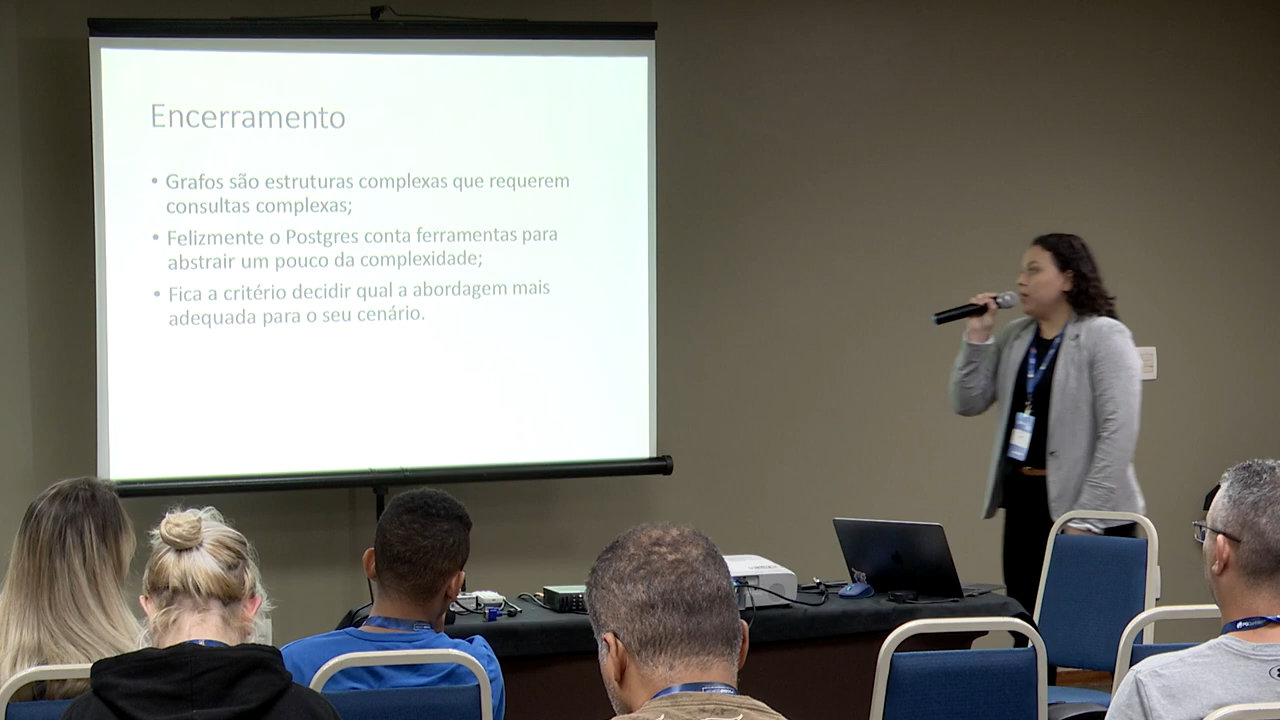 Encerramento
• Grafos são estruturas complexas que requerem
consultas complexas;
• Felizmente o Postgres conta ferramentas para
abstrair um pouco da complexidade;
• Fica a critério decidir qual a abordagem mais
adequada para o seu cenário.